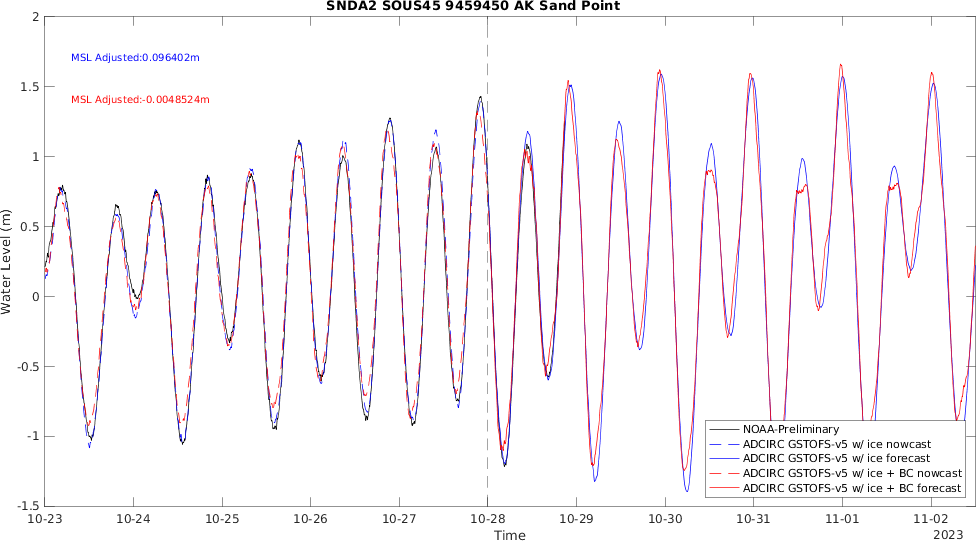 SNDA2 SOUS45 9459450 AK Sand Point
2
1.5
1
0.5
0
-0.5
-1
-1.5
Water Level (m)
MSL Adjusted:0.096402m
MSL Adjusted:-0.0048524m
NOAA-Preliminary
ADCIRC GSTOFS-v5 w/ ice nowcast
ADCIRC GSTOFS-v5 w/ ice forecast
ADCIRC GSTOFS-v5 w/ ice + BC nowcast
ADCIRC GSTOFS-v5 w/ ice + BC forecast
10-23 10-24 10-25 10-26 10-27 10-28 10-29 10-30 10-31 11-01 11-02
Time
2023